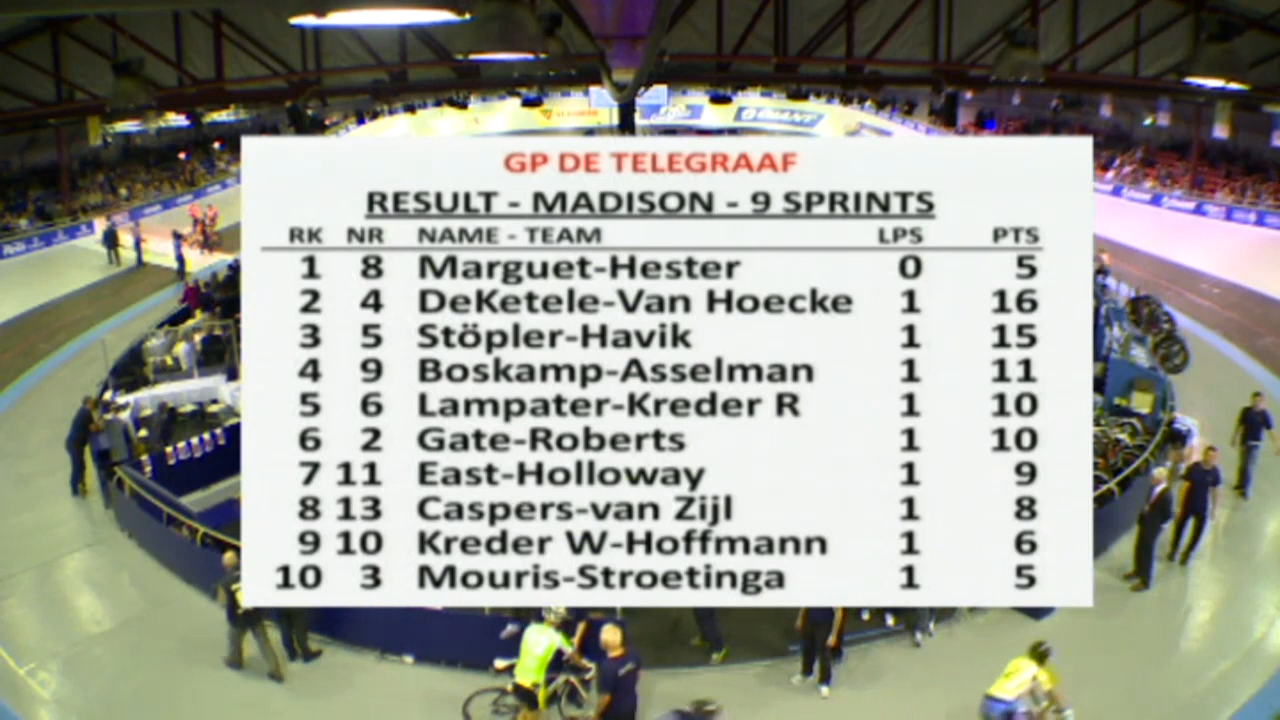 GP DE TELEGRAAF
RESULT - MADISON - 9 SPRINTS
RK NR NAME - TEAM LPS PTS
1 8 Marguet-Hester 0 5
2 4 DeKetele-Van Hoecke 1 16
3 5 Stöpler-Havik 1 15
4 9 Boskamp-Asselman 1 11
5 6 Lampater-Kreder R 1 10
6 2 Gate-Roberts 1 10
7 11 East-Holloway 1 9
8 13 Caspers-van Zijl 1 8
9 10 Kreder W-Hoffmann 1 6
10 3 Mouris-Stroetinga 1 5
GIANT